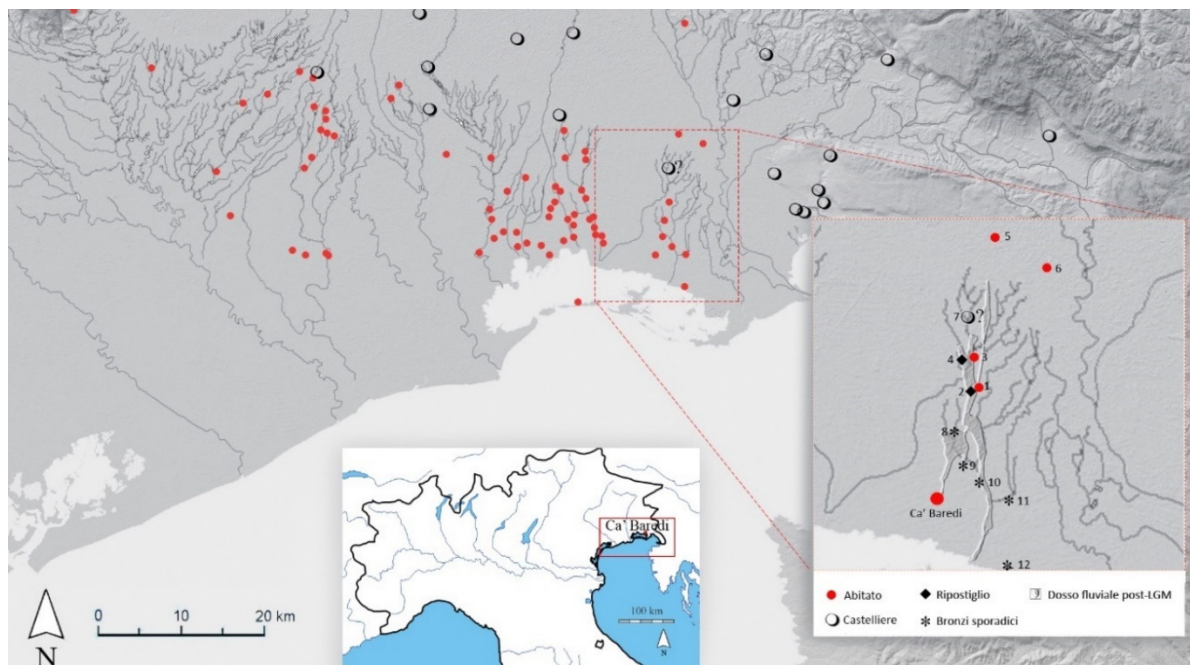 ?
5
6
7
?
4
3
2
1
8
9
10
11
Ca' Baredi
12
Ca' Baredi
100 km
N
Abitato
Ripostiglio
Dosso fluviale post-LGM
Castelliere
Bronzi sporadici
0 10 20 km
N